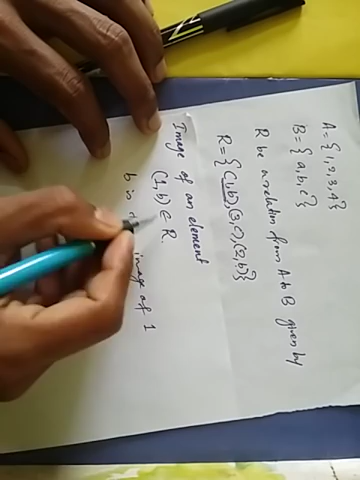 A = {1,2,3,4}
B = {a,b,c}
R be a relation from A to B given by
R = {(1,b)(3,c),(2,b)}
Image of an element
(1,b) ∈ R.
b is image of 1